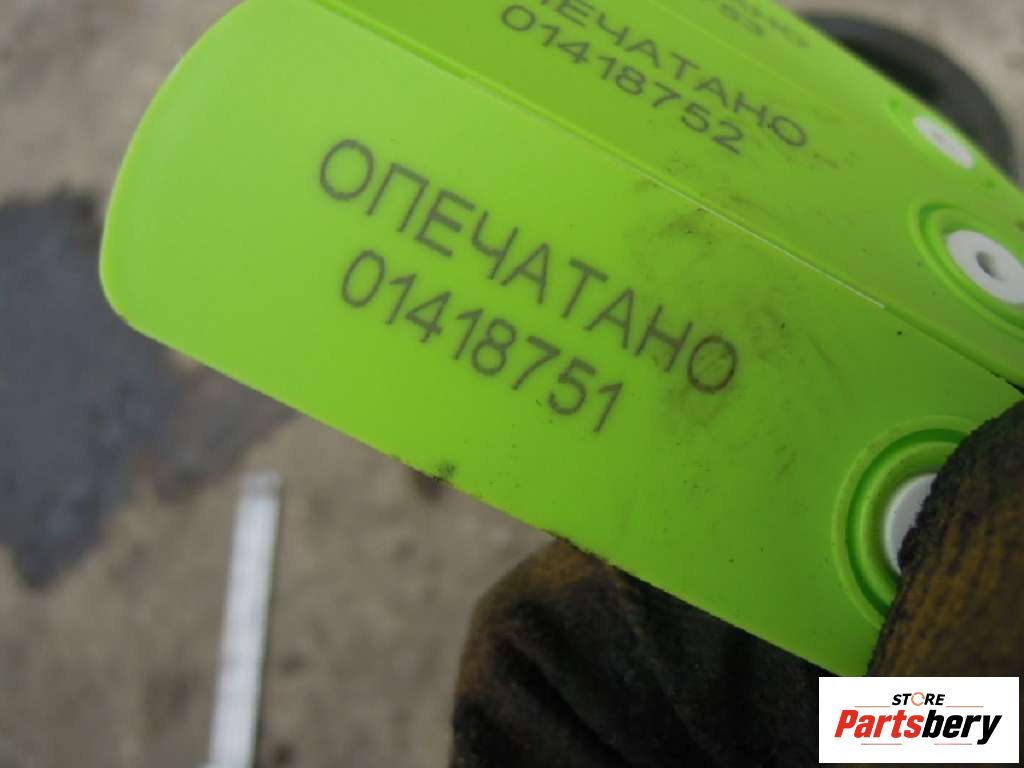 ОПЕЧАТАНО
01418752
ОПЕЧАТАНО
01418751
STORE
Partsbery